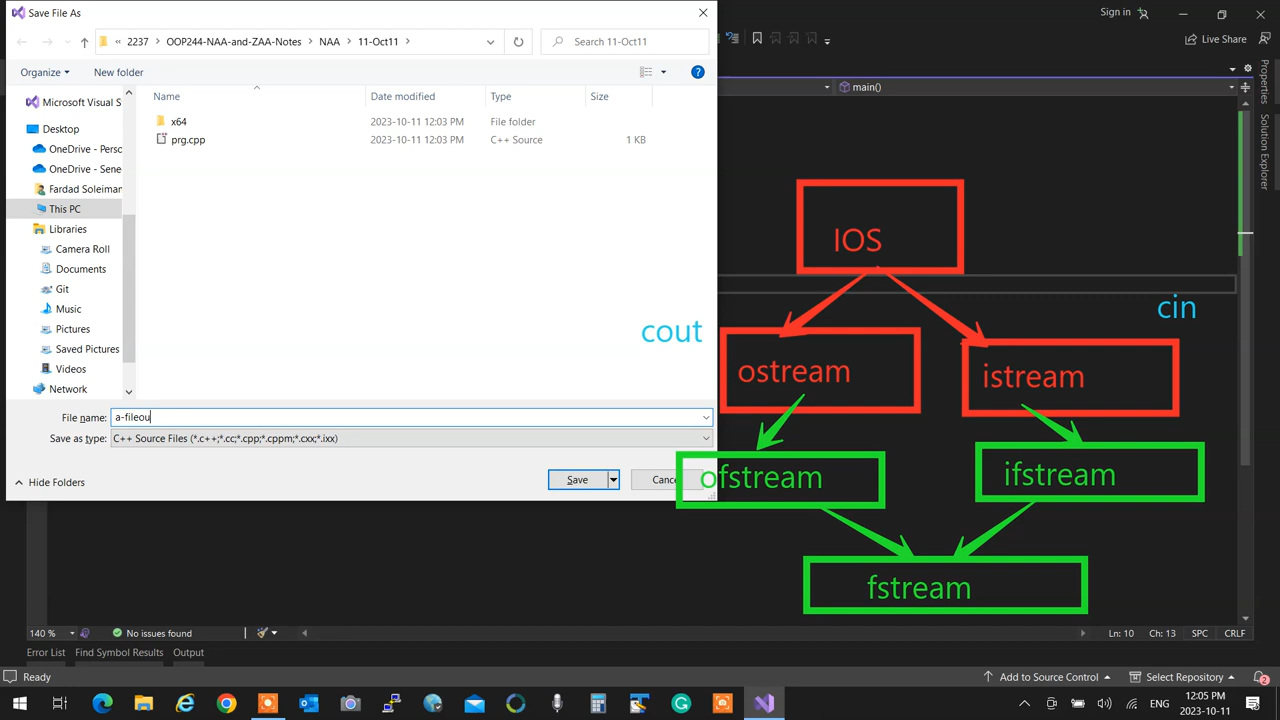 Save File As
« 2237 > OOP244-NAA-and-ZAA-Notes > NAA > 11-Oct11 >
Search 11-Oct11
Organize
New folder
Name
Date modified
Type
Size
Microsoft Visual S
Desktop
OneDrive - Perso
OneDrive - Sene
Fardad Soleiman
This PC
Libraries
Camera Roll
Documents
Git
Music
Pictures
Saved Pictures
Videos
Network
x64
2023-10-11 12:03 PM
File folder
prg.cpp
2023-10-11 12:03 PM
C++ Source
1 KB
File name:
a-fileou
Save as type:
C++ Source Files (*.c++;*.cc;*.cpp;*.cppm;*.cxx;*.ixx)
Hide Folders
Save
Cance
Sign in
Live Share
main()
Properties
Solution Explorer
IOS
cout
cin
ostream
istream
ofstream
ifstream
fstream
140 %
No issues found
Ln: 10
Ch: 13
SPC
CRLF
Error List
Find Symbol Results
Output
Ready
Add to Source Control
Select Repository
2
ENG
12:05 PM
2023-10-11